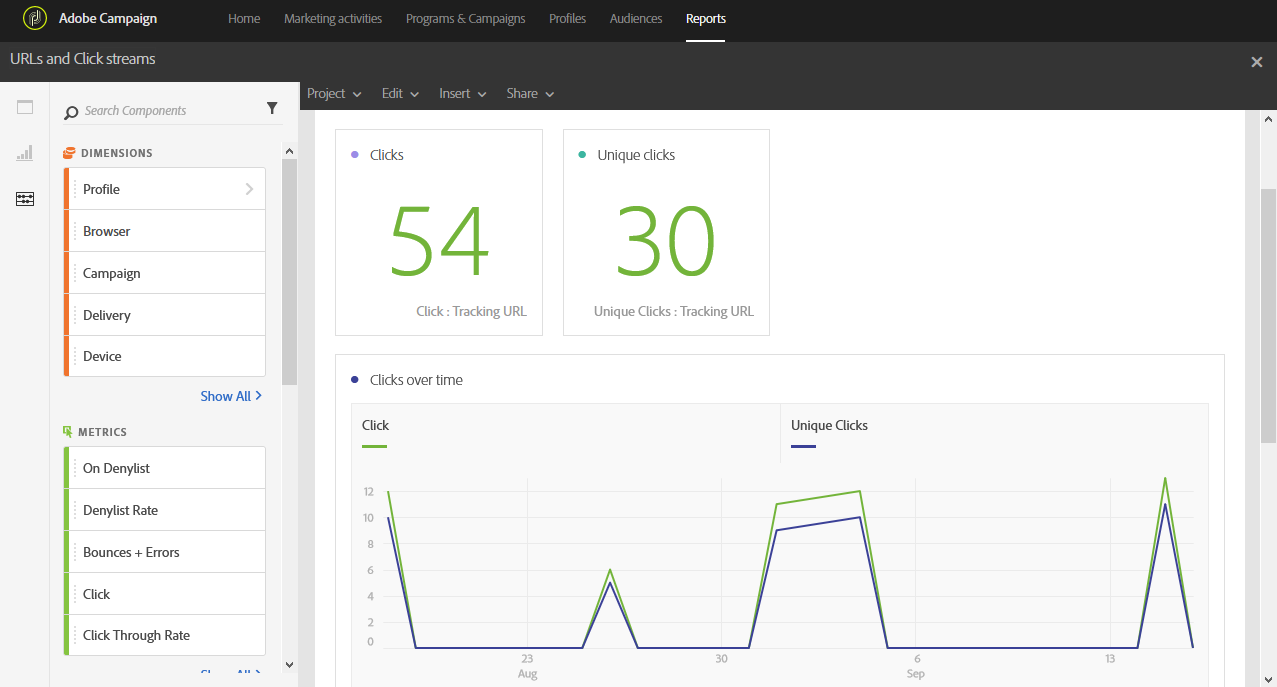 Adobe Campaign
Home
Marketing activities
Programs & Campaigns
Profiles
Audiences
Reports
URLs and Click streams
Project
Edit
Insert
Share
Search Components
DIMENSIONS
Profile
Browser
Campaign
Delivery
Device
Show All
METRICS
On Denylist
Denylist Rate
Bounces + Errors
Click
Click Through Rate
Show All
Clicks
54
Click : Tracking URL
Unique clicks
30
Unique Clicks : Tracking URL
Clicks over time
Click
Unique Clicks
12
10
8
6
4
2
0
23
Aug
30
6
Sep
13